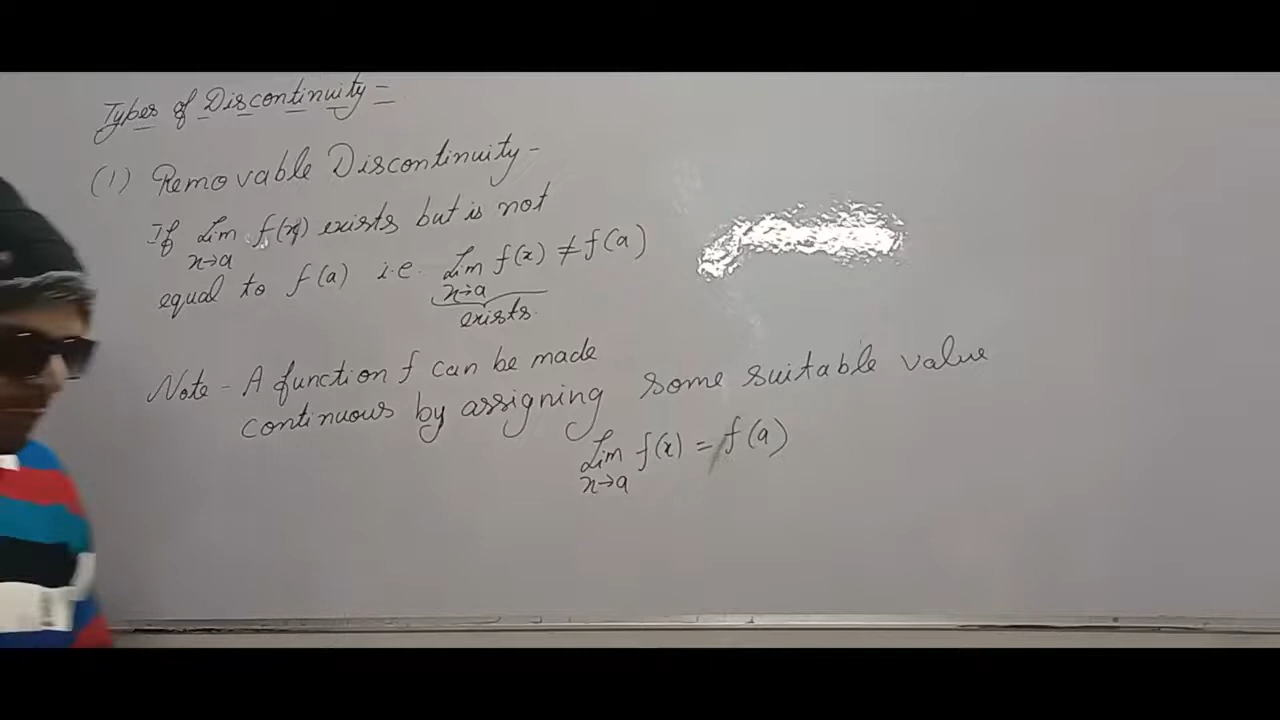 Types of Discontinuity -
(1) Removable Discontinuity -
If Lim x→a f(x) exists but is not
equal to f(a) i.e. Lim x→a f(x) ≠ f(a)
exists.
Note - A function f can be made
continuous by assigning some suitable value
Lim x→a f(x) = f(a)